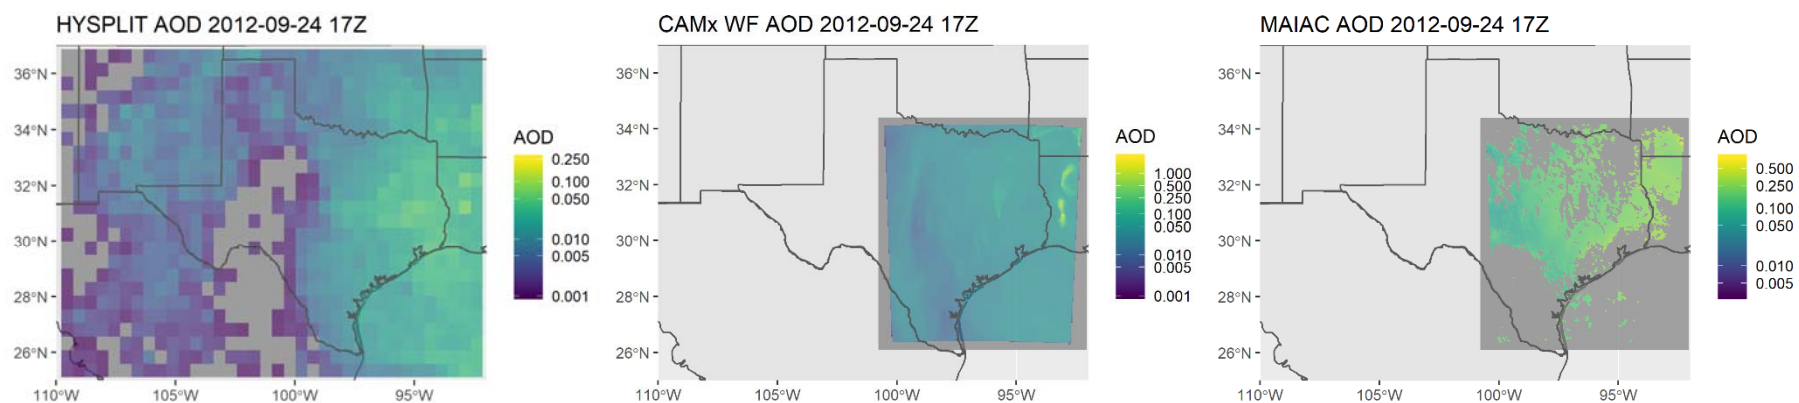 HYSPLIT AOD 2012-09-24 17Z
36°N
34°N
32°N
30°N
28°N
26°N
110°W
105°W
100°W
95°W
AOD
0.250
0.100
0.050
0.010
0.005
0.001
CAMx WF AOD 2012-09-24 17Z
36°N
34°N
32°N
30°N
28°N
26°N
110°W
105°W
100°W
95°W
AOD
1.000
0.500
0.250
0.100
0.050
0.010
0.005
0.001
MAIAC AOD 2012-09-24 17Z
36°N
34°N
32°N
30°N
28°N
26°N
110°W
105°W
100°W
95°W
AOD
0.500
0.250
0.100
0.050
0.010
0.005